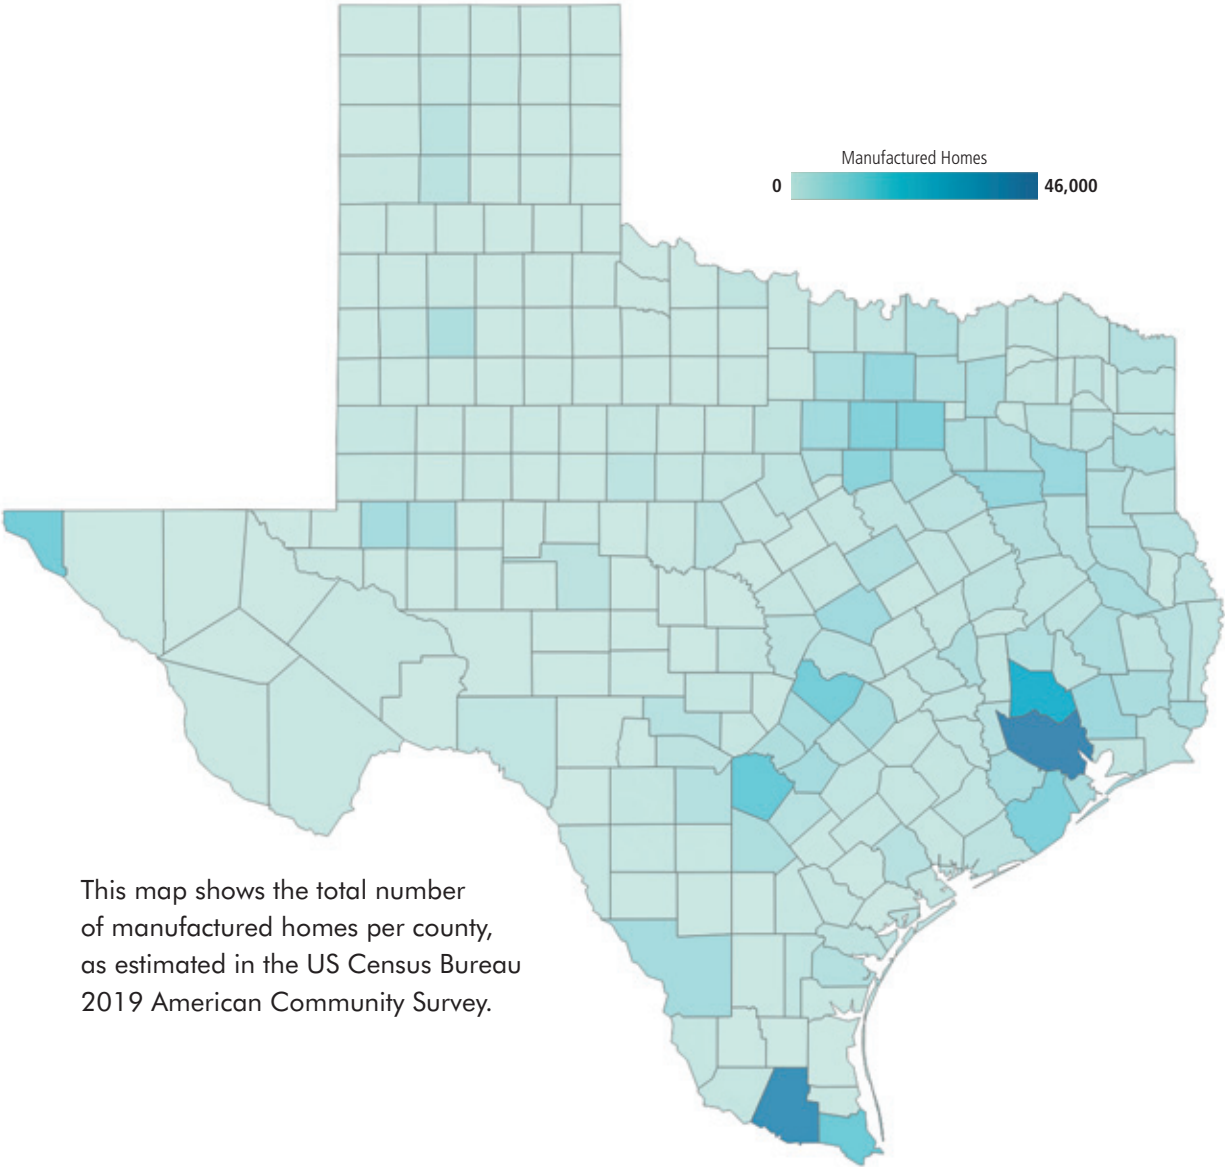 Manufactured Homes
0 46,000
This map shows the total number
of manufactured homes per county,
as estimated in the US Census Bureau
2019 American Community Survey.